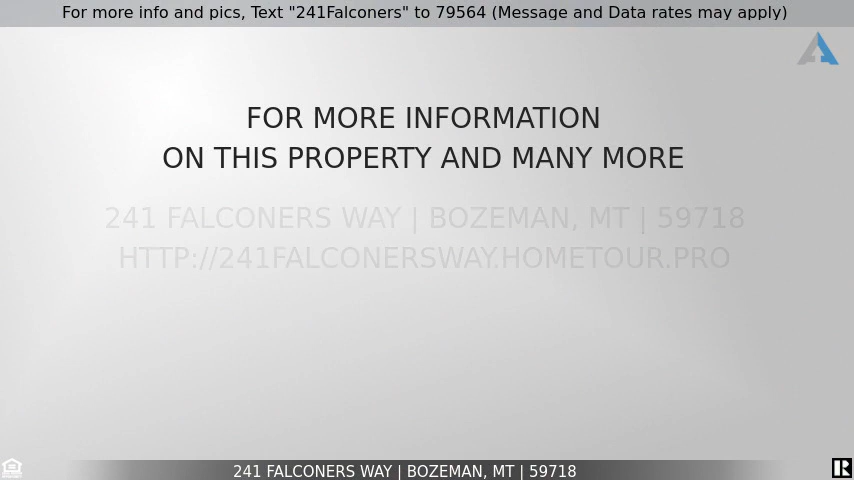 For more info and pics, Text "241Falconers" to 79564 (Message and Data rates may apply)
FOR MORE INFORMATION
ON THIS PROPERTY AND MANY MORE
241 FALCONERS WAY | BOZEMAN, MT | 59718
HTTP://241FALCONERSWAY.HOMETOUR.PRO
241 FALCONERS WAY | BOZEMAN, MT | 59718